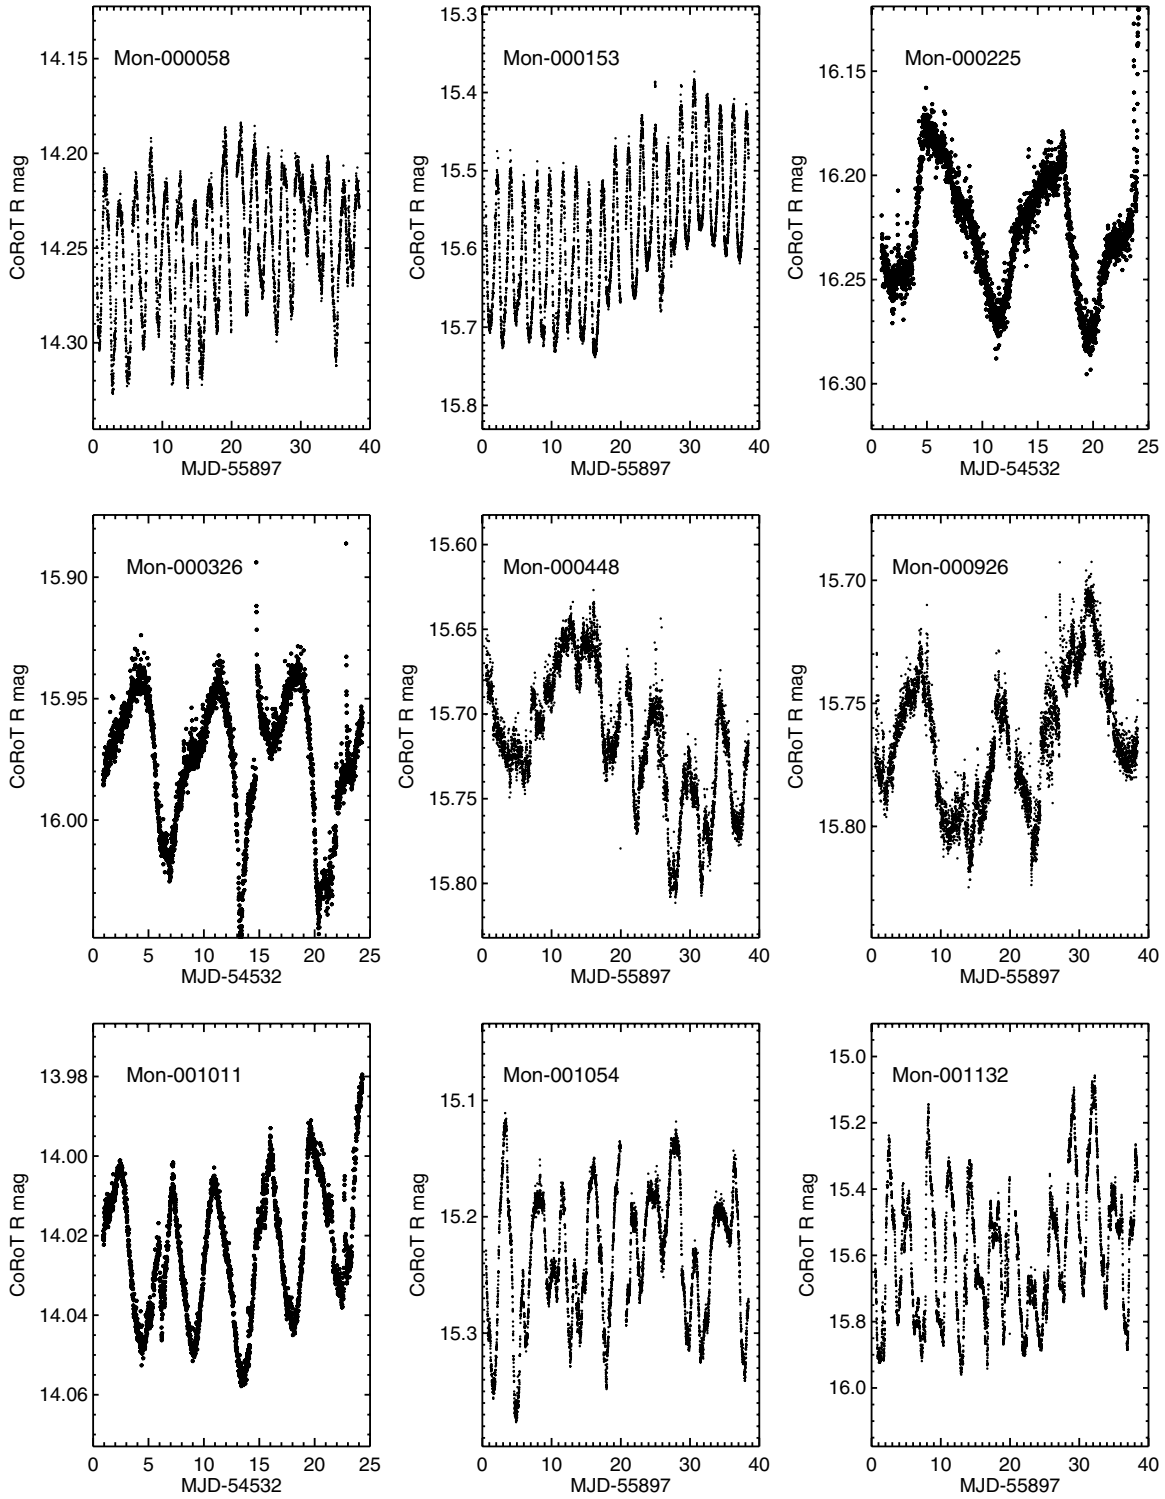 Mon-000058
CoRoT R mag
14.15
14.20
14.25
14.30
0 10 20 30 40
MJD-55897
Mon-000153
CoRoT R mag
15.3
15.4
15.5
15.6
15.7
15.8
0 10 20 30 40
MJD-55897
Mon-000225
CoRoT R mag
16.15
16.20
16.25
16.30
0 5 10 15 20 25
MJD-54532
Mon-000326
CoRoT R mag
15.90
15.95
16.00
0 5 10 15 20 25
MJD-54532
Mon-000448
CoRoT R mag
15.60
15.65
15.70
15.75
15.80
0 10 20 30 40
MJD-55897
Mon-000926
CoRoT R mag
15.70
15.75
15.80
0 10 20 30 40
MJD-55897
Mon-001011
CoRoT R mag
13.98
14.00
14.02
14.04
14.06
0 5 10 15 20 25
MJD-54532
Mon-001054
CoRoT R mag
15.1
15.2
15.3
0 10 20 30 40
MJD-55897
Mon-001132
CoRoT R mag
15.0
15.2
15.4
15.6
15.8
16.0
0 10 20 30 40
MJD-55897